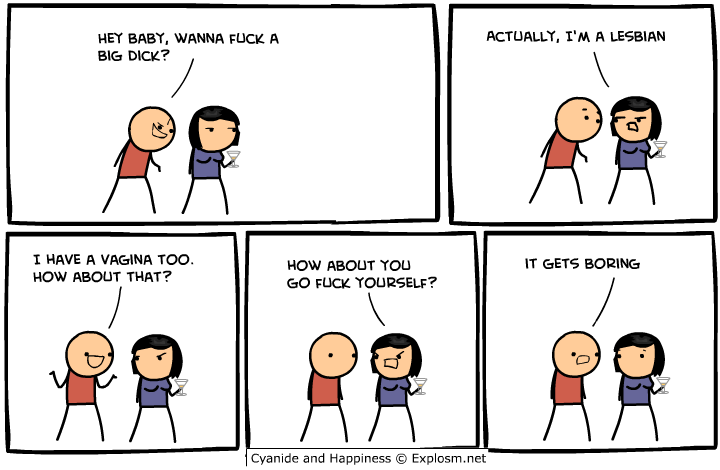 HEY BABY, WANNA FUCK A
BIG DICK?
ACTUALLY, I'M A LESBIAN
I HAVE A VAGINA TOO.
HOW ABOUT THAT?
HOW ABOUT YOU
GO FUCK YOURSELF?
IT GETS BORING
Cyanide and Happiness © Explosm.net